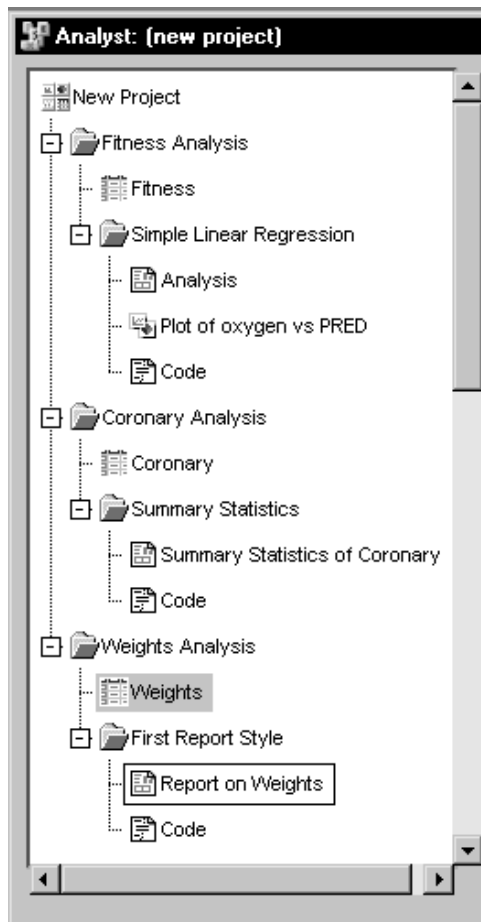 Analyst: (new project)
New Project
Fitness Analysis
Fitness
Simple Linear Regression
Analysis
Plot of oxygen vs PRED
Code
Coronary Analysis
Coronary
Summary Statistics
Summary Statistics of Coronary
Code
Weights Analysis
Weights
First Report Style
Report on Weights
Code